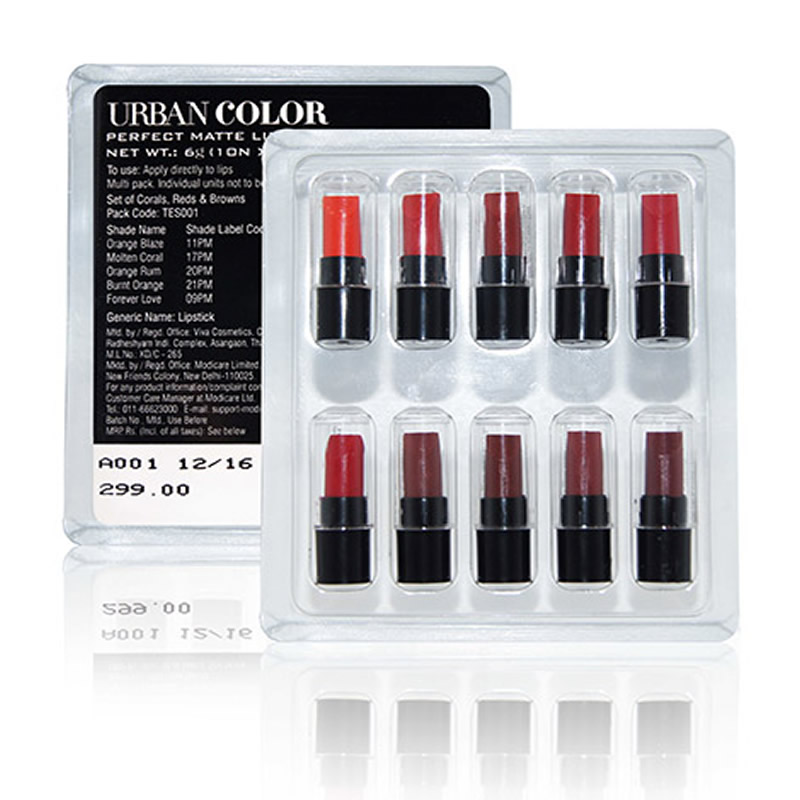 URBAN COLOR
PERFECT MATTE
NET WT.: 6g (10N X
To use: Apply directly to lips
Multi pack. Individual units not to be
Set of Corals, Reds & Browns
Pack Code: TES001
Shade Name Shade Label
Orange Blaze 11PM
Molten Coral 17PM
Orange Rum 20PM
Burnt Orange 21PM
Forever Love 09PM
Generic Name: Lipstick
Mfd. by / Regd. Office: Viva Cosmetics,
Radheshyam Indl. Complex, Asangaon,
M.L.No.: KD/C - 265
Mktd. by / Regd. Office: Modicare Limited
New Friends Colony, New Delhi-110025
For any product information/complaint
Customer Care Manager at Modicare Ltd.
Tel.: 011-66623000 E-mail:
Batch No., Mfd., Use Before
MRP Rs. (Incl. of all taxes): See below
A001 12/16
299.00